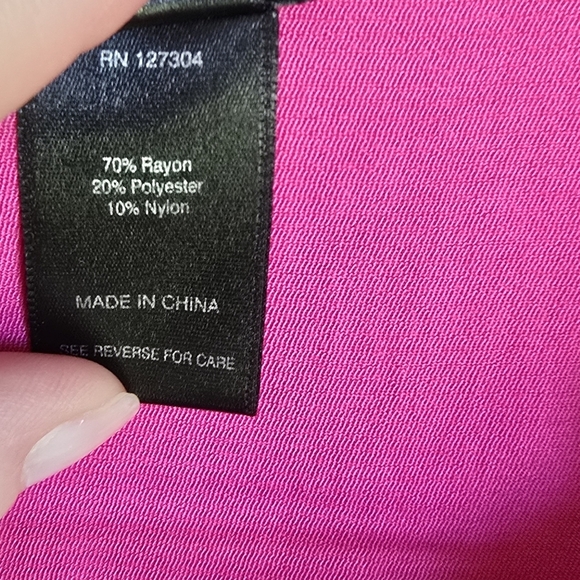 RN 127304
70% Rayon
20% Polyester
10% Nylon
MADE IN CHINA
SEE REVERSE FOR CARE